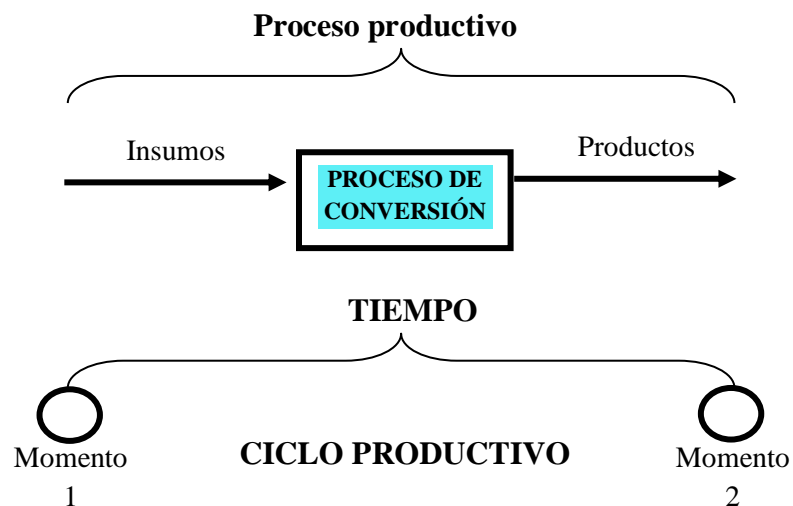 Proceso productivo
Insumos
Productos
PROCESO DE
CONVERSIÓN
TIEMPO
CICLO PRODUCTIVO
Momento
1
Momento
2